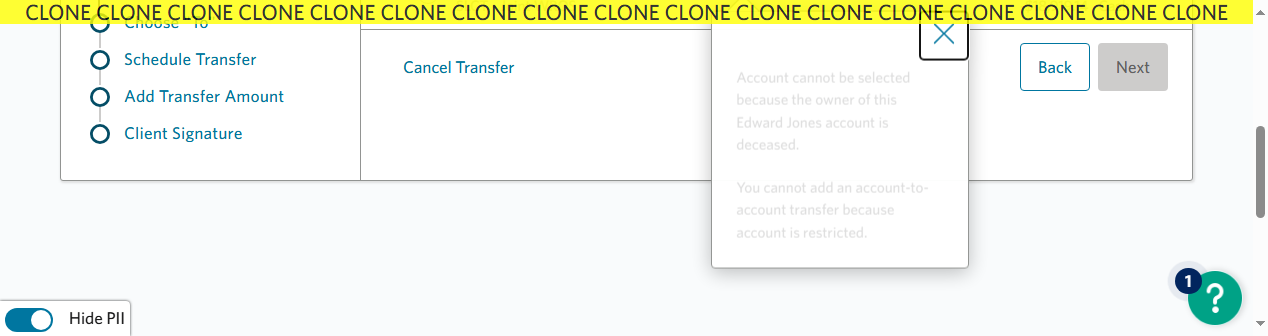 CLONE CLONE CLONE CLONE CLONE CLONE CLONE CLONE CLONE CLONE CLONE CLONE CLONE CLONE CLONE CLONE CLONE
Choose "To"
Schedule Transfer
Add Transfer Amount
Client Signature
Cancel Transfer
Account cannot be selected
because the owner of this
Edward Jones account is
deceased.
You cannot add an account-to-
account transfer because
account is restricted.
Back
Next
1
?
Hide PII